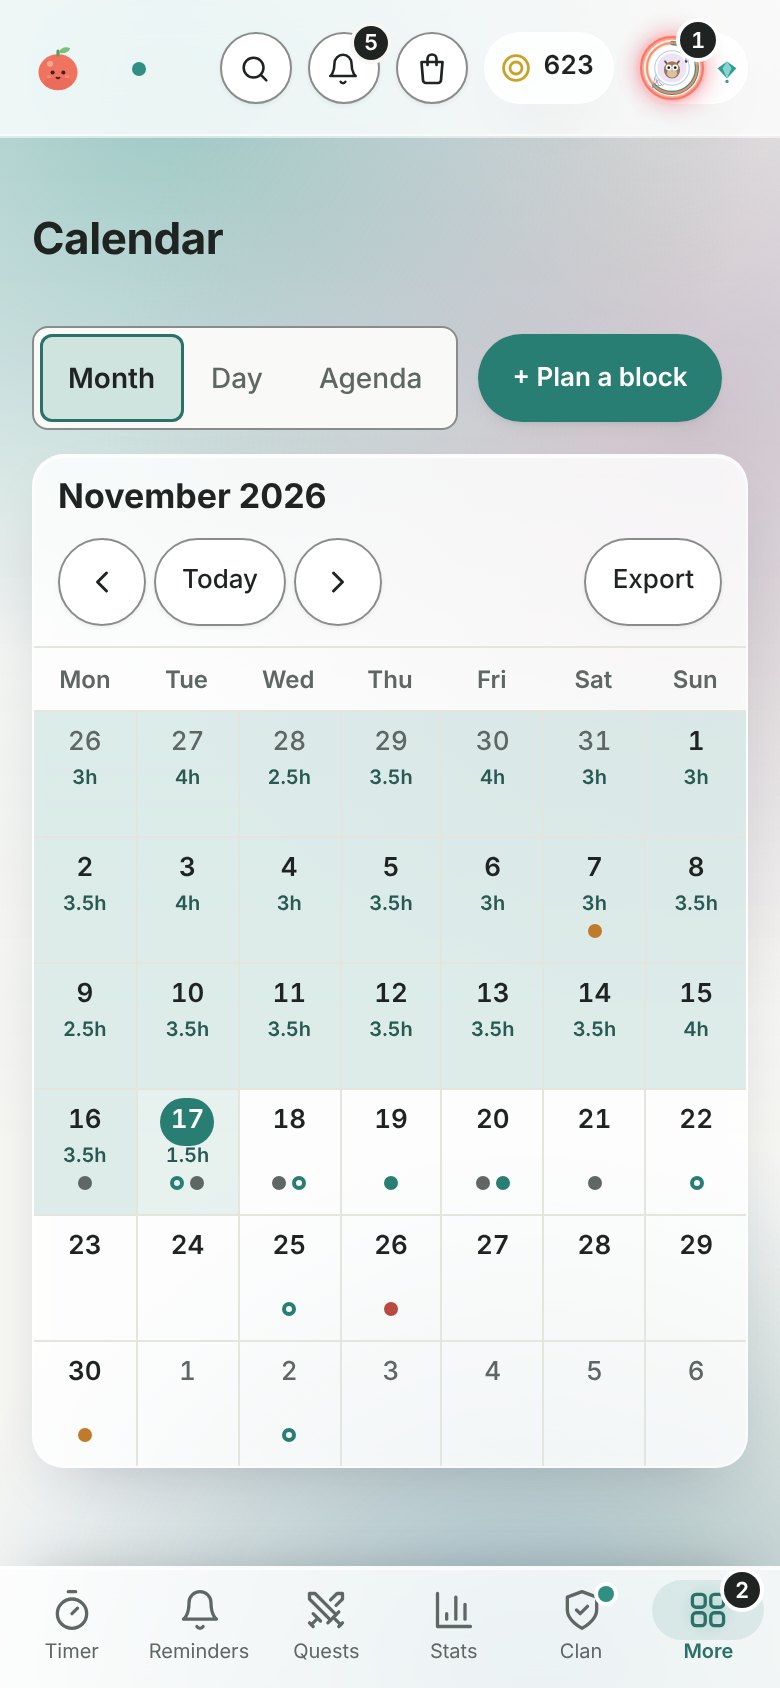 5
623
1
Calendar
Month Day Agenda + Plan a block
November 2026
Today Export
Mon Tue Wed Thu Fri Sat Sun
26 27 28 29 30 31 1
3h 4h 2.5h 3.5h 4h 3h 3h
2 3 4 5 6 7 8
3.5h 4h 3h 3.5h 3h 3h 3.5h
9 10 11 12 13 14 15
2.5h 3.5h 3.5h 3.5h 3.5h 3.5h 4h
16 17 18 19 20 21 22
3.5h 1.5h
23 24 25 26 27 28 29
30 1 2 3 4 5 6
2
Timer Reminders Quests Stats Clan More